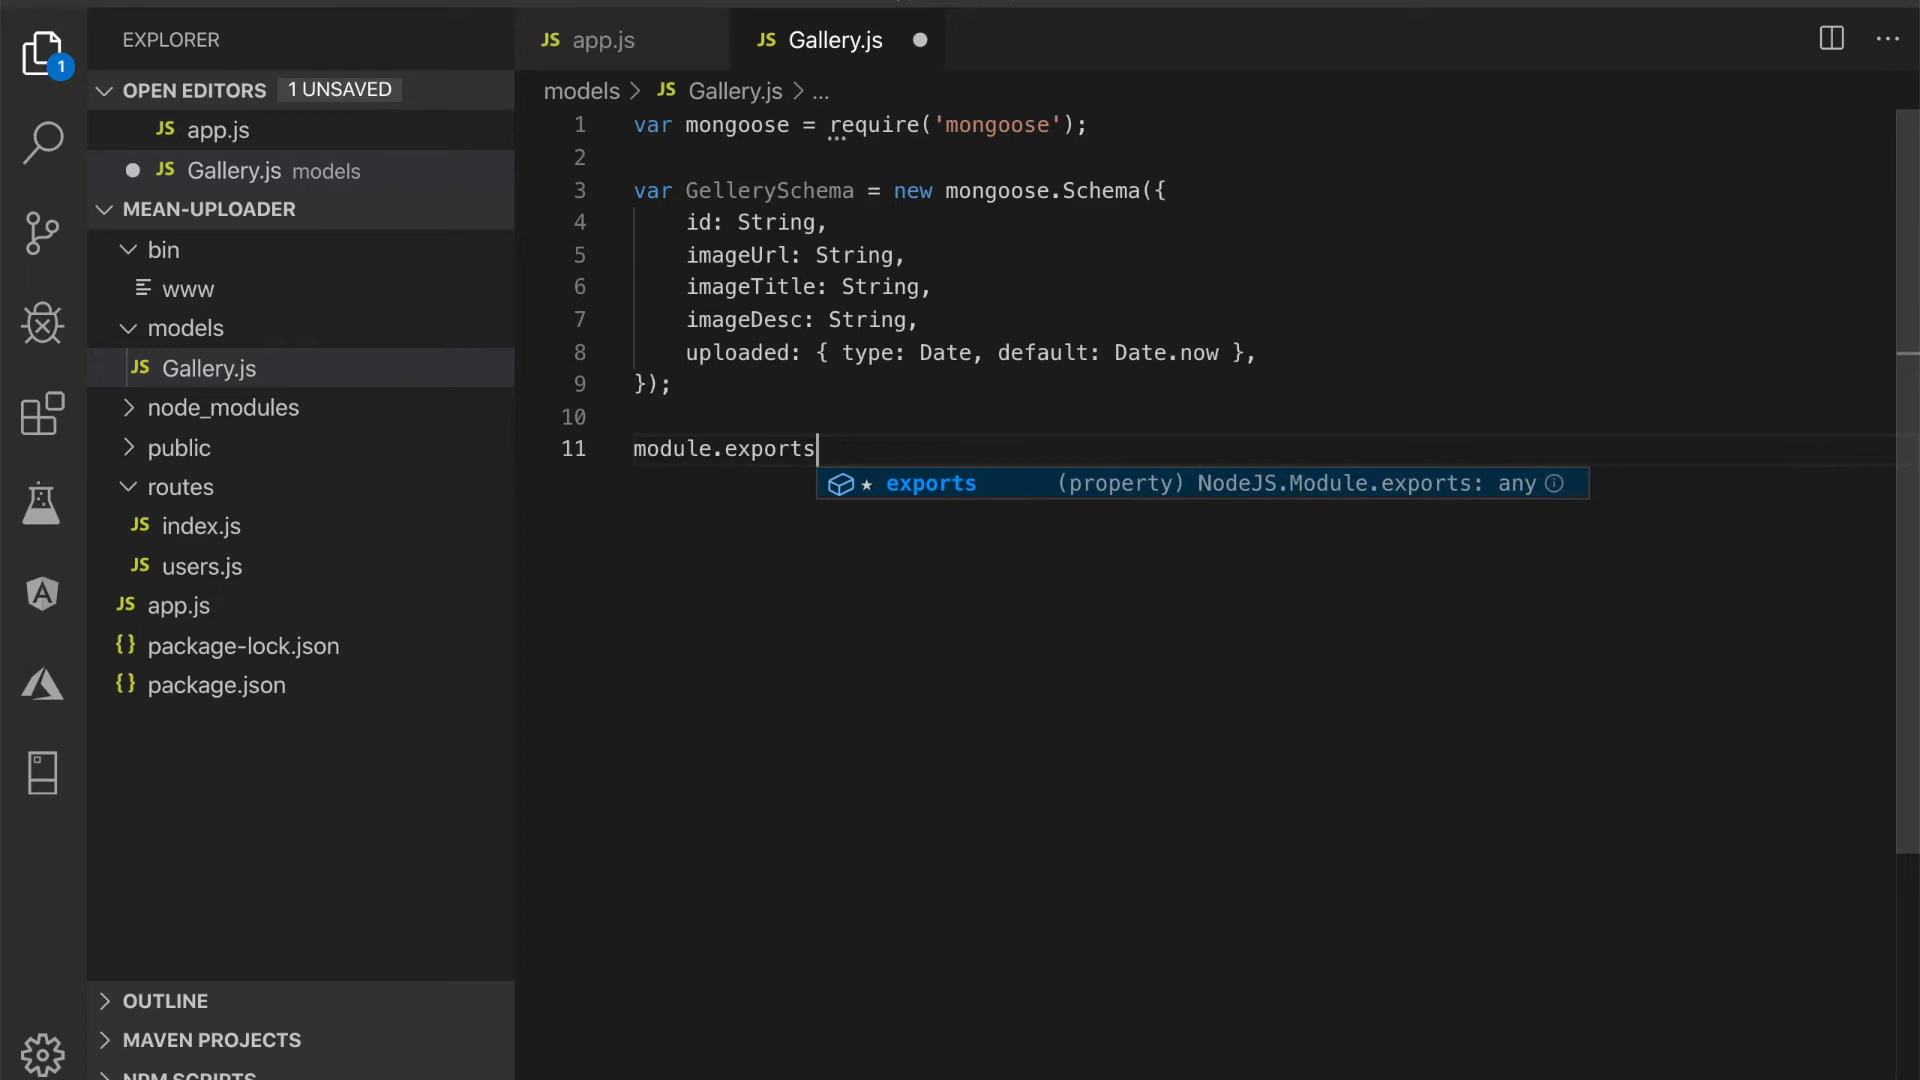 1
EXPLORER
OPEN EDITORS 1 UNSAVED
JS app.js
JS Gallery.js models
MEAN-UPLOADER
bin
www
models
JS Gallery.js
node_modules
public
routes
JS index.js
JS users.js
JS app.js
{} package-lock.json
{} package.json
OUTLINE
MAVEN PROJECTS
NPM SCRIPTS
JS app.js
JS Gallery.js
models > JS Gallery.js > ...
1 var mongoose = require('mongoose');
2
3 var GellerySchema = new mongoose.Schema({
4 id: String,
5 imageUrl: String,
6 imageTitle: String,
7 imageDesc: String,
8 uploaded: { type: Date, default: Date.now },
9 });
10
11 module.exports
exports (property) NodeJS.Module.exports: any